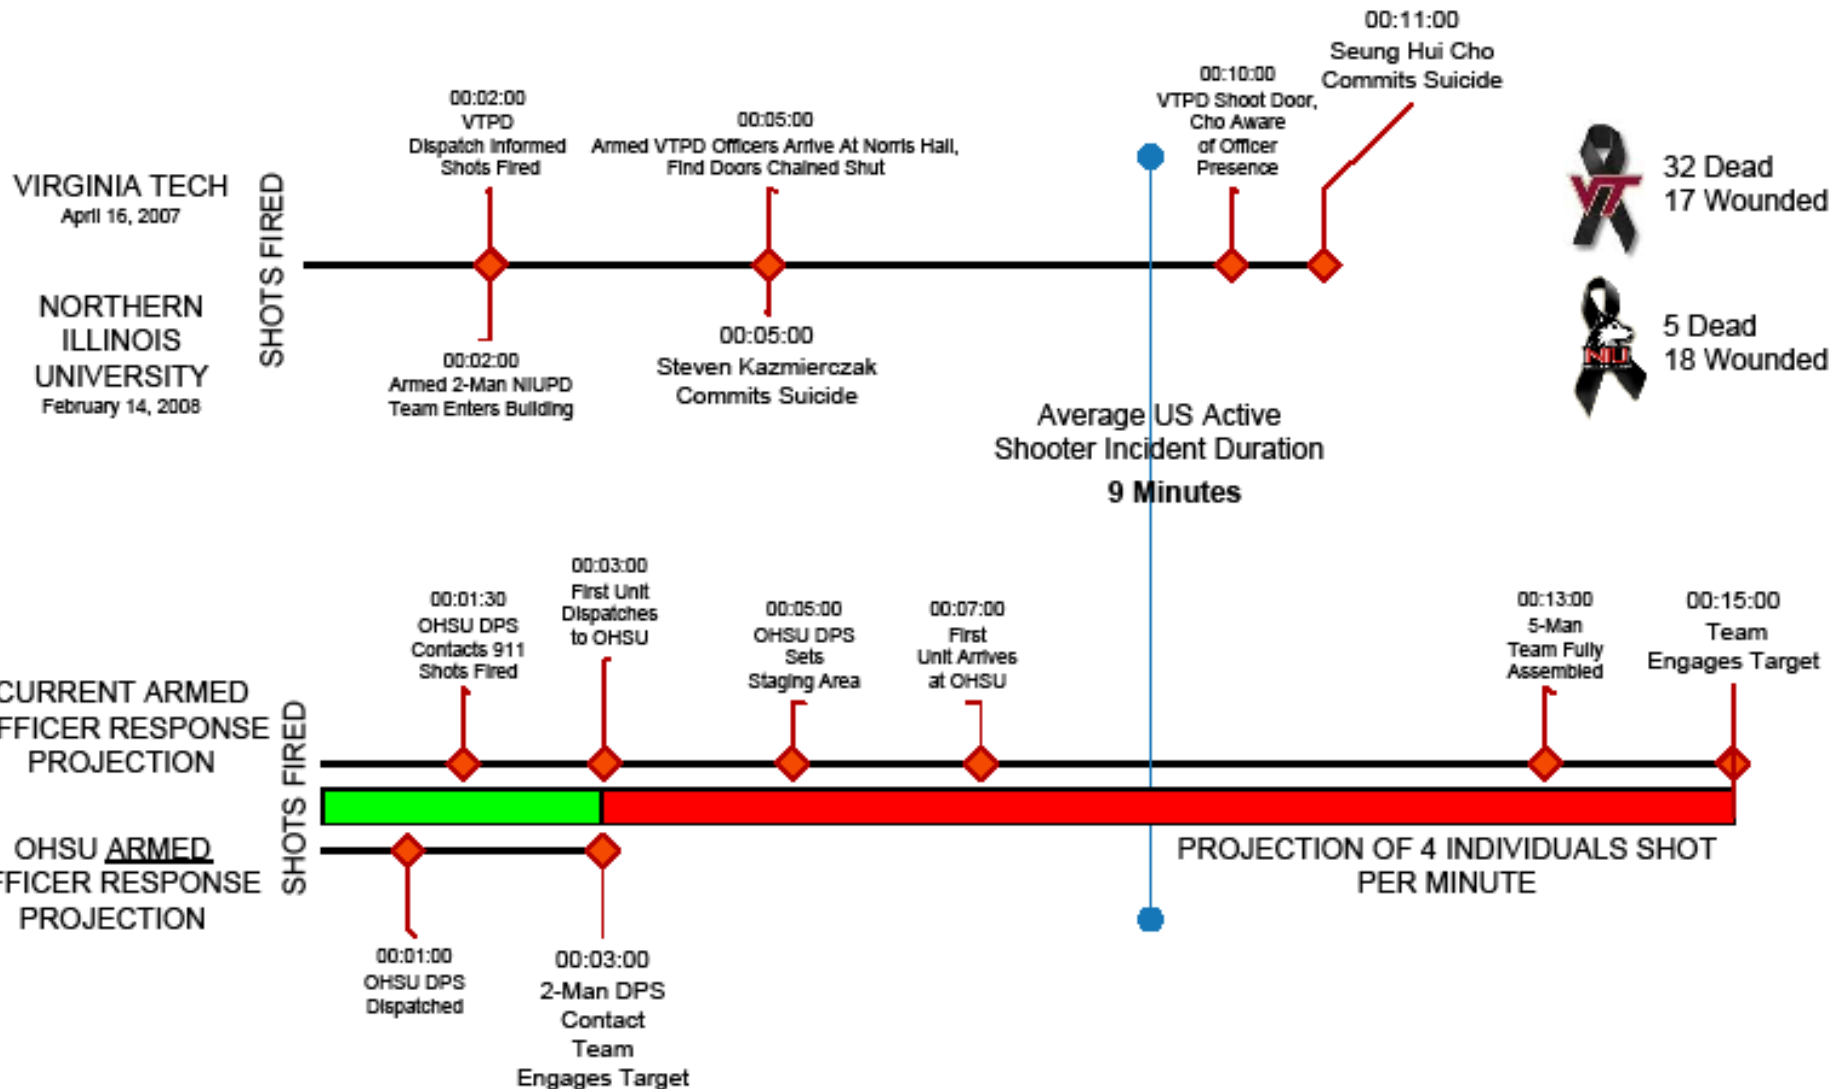 00:11:00
Seung Hui Cho
Commits Suicide
00:10:00
VTPD Shoot Door,
Cho Aware
of Officer
Presence
00:02:00
VTPD
Dispatch Informed
Shots Fired
00:05:00
Armed VTPD Officers Arrive At Norris Hall,
Find Doors Chained Shut
VIRGINIA TECH
April 16, 2007
SHOTS FIRED
VT
32 Dead
17 Wounded
NORTHERN
ILLINOIS
UNIVERSITY
February 14, 2008
00:02:00
Armed 2-Man NIUPD
Team Enters Building
00:05:00
Steven Kazmierczak
Commits Suicide
NIU
5 Dead
18 Wounded
Average US Active
Shooter Incident Duration
9 Minutes
00:01:30
OHSU DPS
Contacts 911
Shots Fired
00:03:00
First Unit
Dispatches
to OHSU
00:05:00
OHSU DPS
Sets
Staging Area
00:07:00
First
Unit Arrives
at OHSU
00:13:00
5-Man
Team Fully
Assembled
00:15:00
Team
Engages Target
CURRENT ARMED
FFICER RESPONSE
PROJECTION
SHOTS FIRED
OHSU ARMED
FFICER RESPONSE
PROJECTION
PROJECTION OF 4 INDIVIDUALS SHOT
PER MINUTE
00:01:00
OHSU DPS
Dispatched
00:03:00
2-Man DPS
Contact
Team
Engages Target